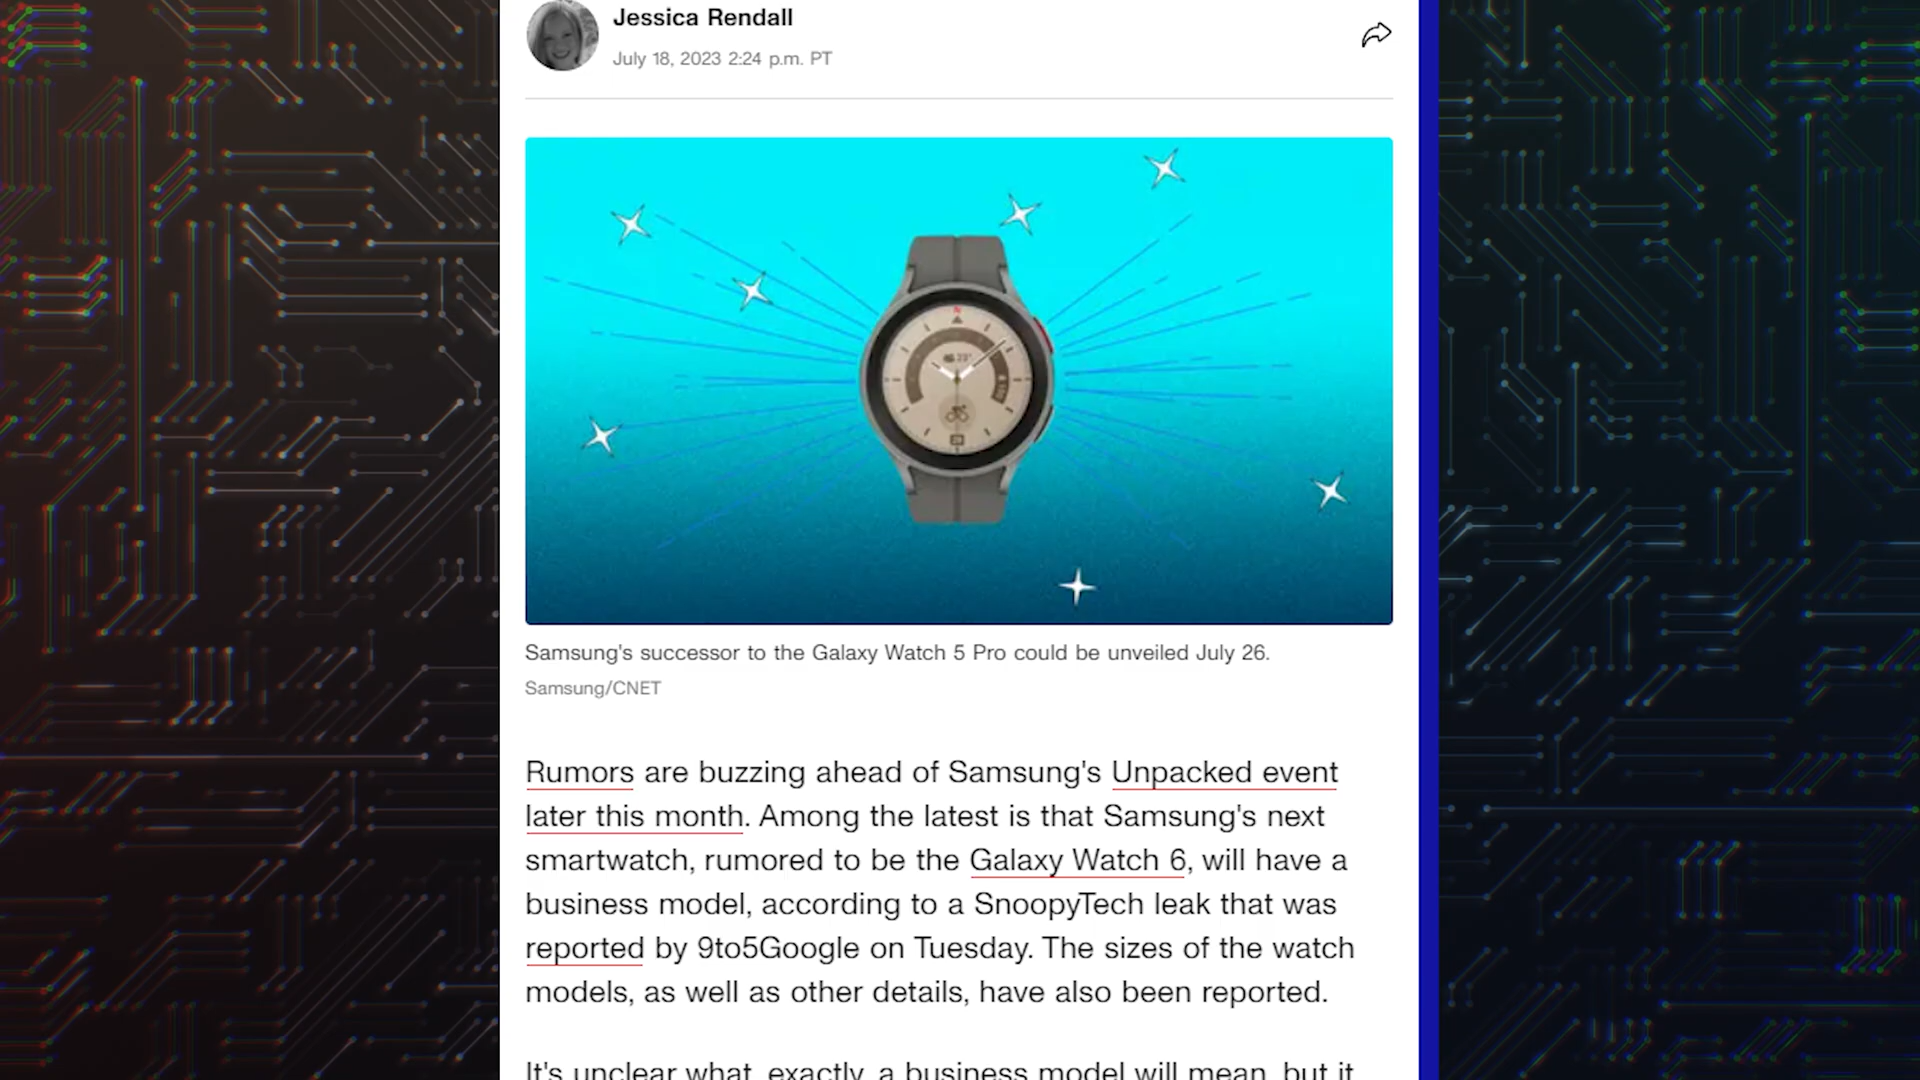 Jessica Rendall
July 18, 2023 2:24 p.m. PT
N
23°
Samsung's successor to the Galaxy Watch 5 Pro could be unveiled July 26.
Samsung/CNET
Rumors are buzzing ahead of Samsung's Unpacked event
later this month. Among the latest is that Samsung's next
smartwatch, rumored to be the Galaxy Watch 6, will have a
business model, according to a SnoopyTech leak that was
reported by 9to5Google on Tuesday. The sizes of the watch
models, as well as other details, have also been reported.
It's unclear what, exactly, a business model will mean, but it